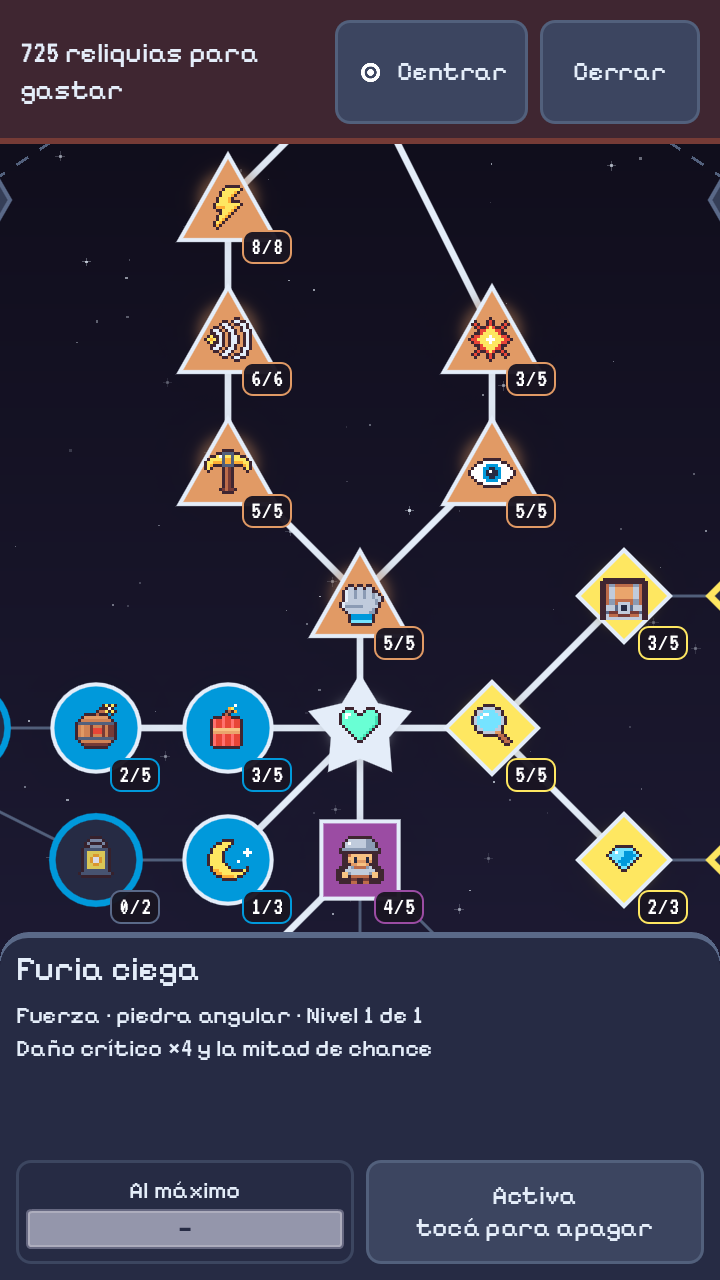 725 reliquias para
gastar
Centrar
Cerrar
8/8
6/6
3/5
5/5
5/5
5/5
3/5
2/5
3/5
5/5
0/2
1/3
4/5
2/3
Furia ciega
Fuerza · piedra angular · Nivel 1 de 1
Daño crítico ×4 y la mitad de chance
Al máximo
–
Activa
tocá para apagar